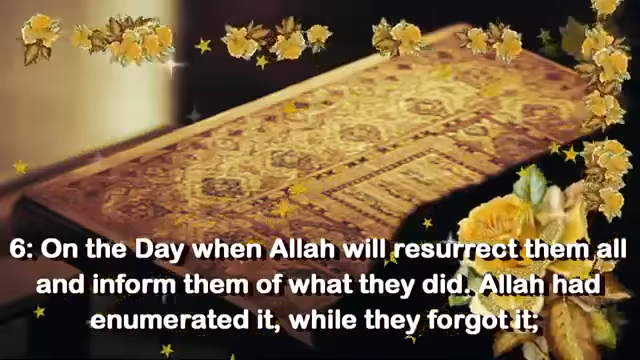 6: On the Day when Allah will resurrect them all
and inform them of what they did. Allah had
enumerated it, while they forgot it;